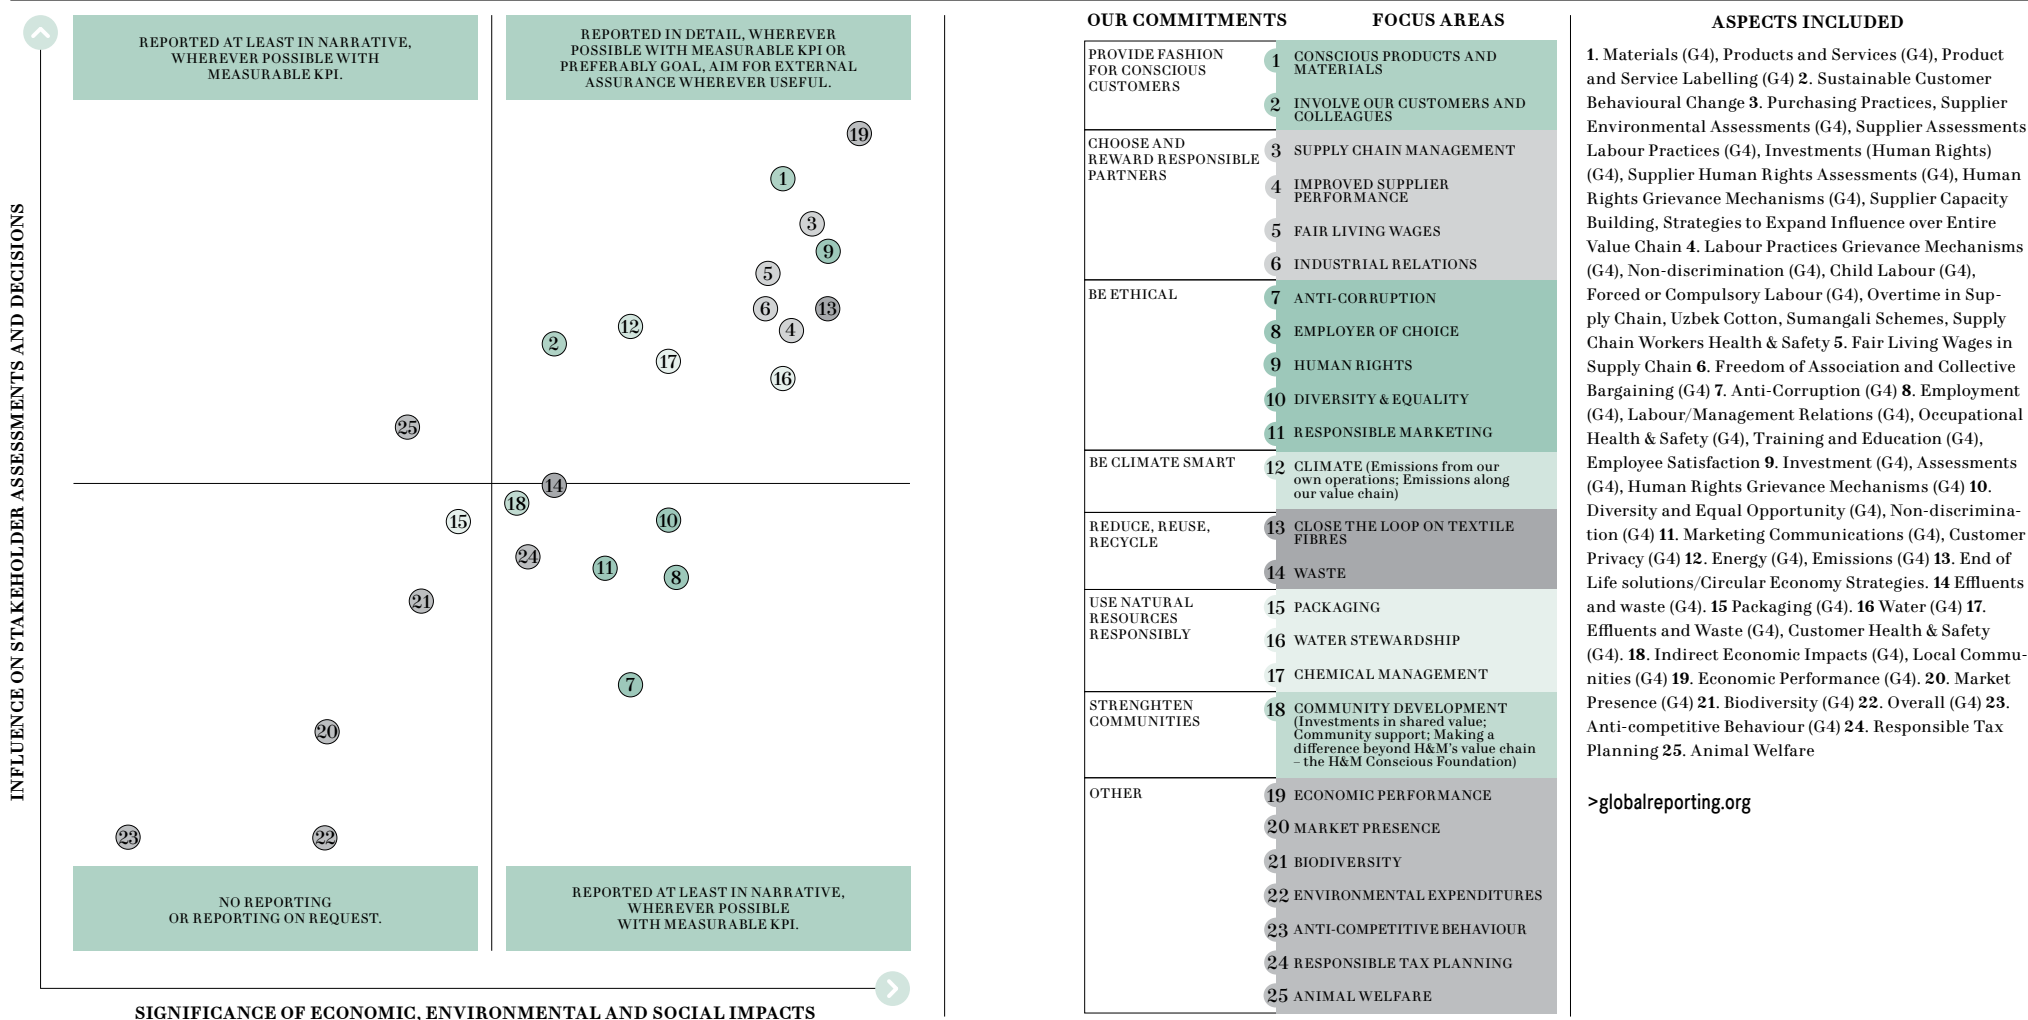 REPORTED AT LEAST IN NARRATIVE,
WHEREVER POSSIBLE WITH
MEASURABLE KPI.
REPORTED IN DETAIL, WHEREVER
POSSIBLE WITH MEASURABLE KPI OR
PREFERABLY GOAL, AIM FOR EXTERNAL
ASSURANCE WHEREVER USEFUL.
INFLUENCE ON STAKEHOLDER ASSESSMENTS AND DECISIONS
19
1
3
9
5
6
13
12
4
2
17
16
25
14
18
15
10
24
11
8
21
7
20
23
22
NO REPORTING
OR REPORTING ON REQUEST.
REPORTED AT LEAST IN NARRATIVE,
WHEREVER POSSIBLE
WITH MEASURABLE KPI.
SIGNIFICANCE OF ECONOMIC, ENVIRONMENTAL AND SOCIAL IMPACTS
OUR COMMITMENTS
FOCUS AREAS
PROVIDE FASHION
FOR CONSCIOUS
CUSTOMERS
1 CONSCIOUS PRODUCTS AND
MATERIALS
2 INVOLVE OUR CUSTOMERS AND
COLLEAGUES
CHOOSE AND
REWARD RESPONSIBLE
PARTNERS
3 SUPPLY CHAIN MANAGEMENT
4 IMPROVED SUPPLIER
PERFORMANCE
5 FAIR LIVING WAGES
6 INDUSTRIAL RELATIONS
BE ETHICAL
7 ANTI-CORRUPTION
8 EMPLOYER OF CHOICE
9 HUMAN RIGHTS
10 DIVERSITY & EQUALITY
11 RESPONSIBLE MARKETING
BE CLIMATE SMART
12 CLIMATE (Emissions from our
own operations; Emissions along
our value chain)
REDUCE, REUSE,
RECYCLE
13 CLOSE THE LOOP ON TEXTILE
FIBRES
14 WASTE
USE NATURAL
RESOURCES
RESPONSIBLY
15 PACKAGING
16 WATER STEWARDSHIP
17 CHEMICAL MANAGEMENT
STRENGHTEN
COMMUNITIES
18 COMMUNITY DEVELOPMENT
(Investments in shared value;
Community support; Making a
difference beyond H&M's value chain
– the H&M Conscious Foundation)
OTHER
19 ECONOMIC PERFORMANCE
20 MARKET PRESENCE
21 BIODIVERSITY
22 ENVIRONMENTAL EXPENDITURES
23 ANTI-COMPETITIVE BEHAVIOUR
24 RESPONSIBLE TAX PLANNING
25 ANIMAL WELFARE
ASPECTS INCLUDED
1. Materials (G4), Products and Services (G4), Product
and Service Labelling (G4) 2. Sustainable Customer
Behavioural Change 3. Purchasing Practices, Supplier
Environmental Assessments (G4), Supplier Assessments
Labour Practices (G4), Investments (Human Rights)
(G4), Supplier Human Rights Assessments (G4), Human
Rights Grievance Mechanisms (G4), Supplier Capacity
Building, Strategies to Expand Influence over Entire
Value Chain 4. Labour Practices Grievance Mechanisms
(G4), Non-discrimination (G4), Child Labour (G4),
Forced or Compulsory Labour (G4), Overtime in Sup-
ply Chain, Uzbek Cotton, Sumangali Schemes, Supply
Chain Workers Health & Safety 5. Fair Living Wages in
Supply Chain 6. Freedom of Association and Collective
Bargaining (G4) 7. Anti-Corruption (G4) 8. Employment
(G4), Labour/Management Relations (G4), Occupational
Health & Safety (G4), Training and Education (G4),
Employee Satisfaction 9. Investment (G4), Assessments
(G4), Human Rights Grievance Mechanisms (G4) 10.
Diversity and Equal Opportunity (G4), Non-discrimina-
tion (G4) 11. Marketing Communications (G4), Customer
Privacy (G4) 12. Energy (G4), Emissions (G4) 13. End of
Life solutions/Circular Economy Strategies. 14 Effluents
and waste (G4). 15 Packaging (G4). 16 Water (G4) 17.
Effluents and Waste (G4), Customer Health & Safety
(G4). 18. Indirect Economic Impacts (G4), Local Commu-
nities (G4) 19. Economic Performance (G4). 20. Market
Presence (G4) 21. Biodiversity (G4) 22. Overall (G4) 23.
Anti-competitive Behaviour (G4) 24. Responsible Tax
Planning 25. Animal Welfare
>globalreporting.org